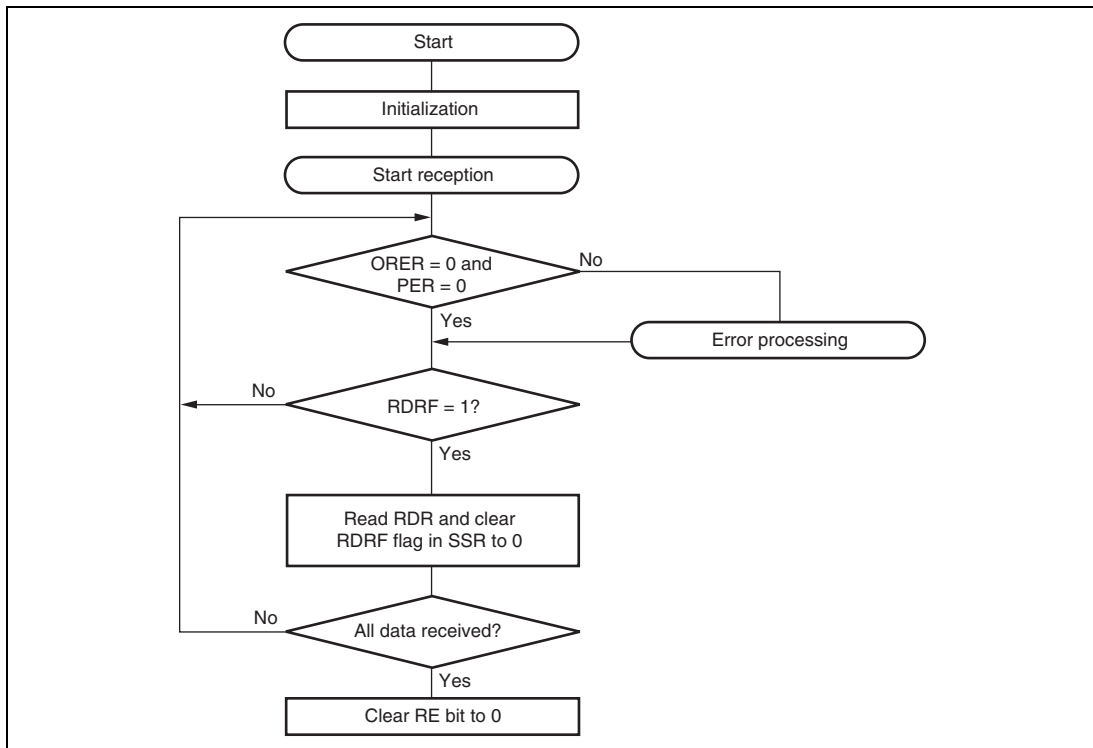 Start
Initialization
Start reception
ORER = 0 and
PER = 0
No
Yes
Error processing
No
RDRF = 1?
Yes
Read RDR and clear
RDRF flag in SSR to 0
No
All data received?
Yes
Clear RE bit to 0